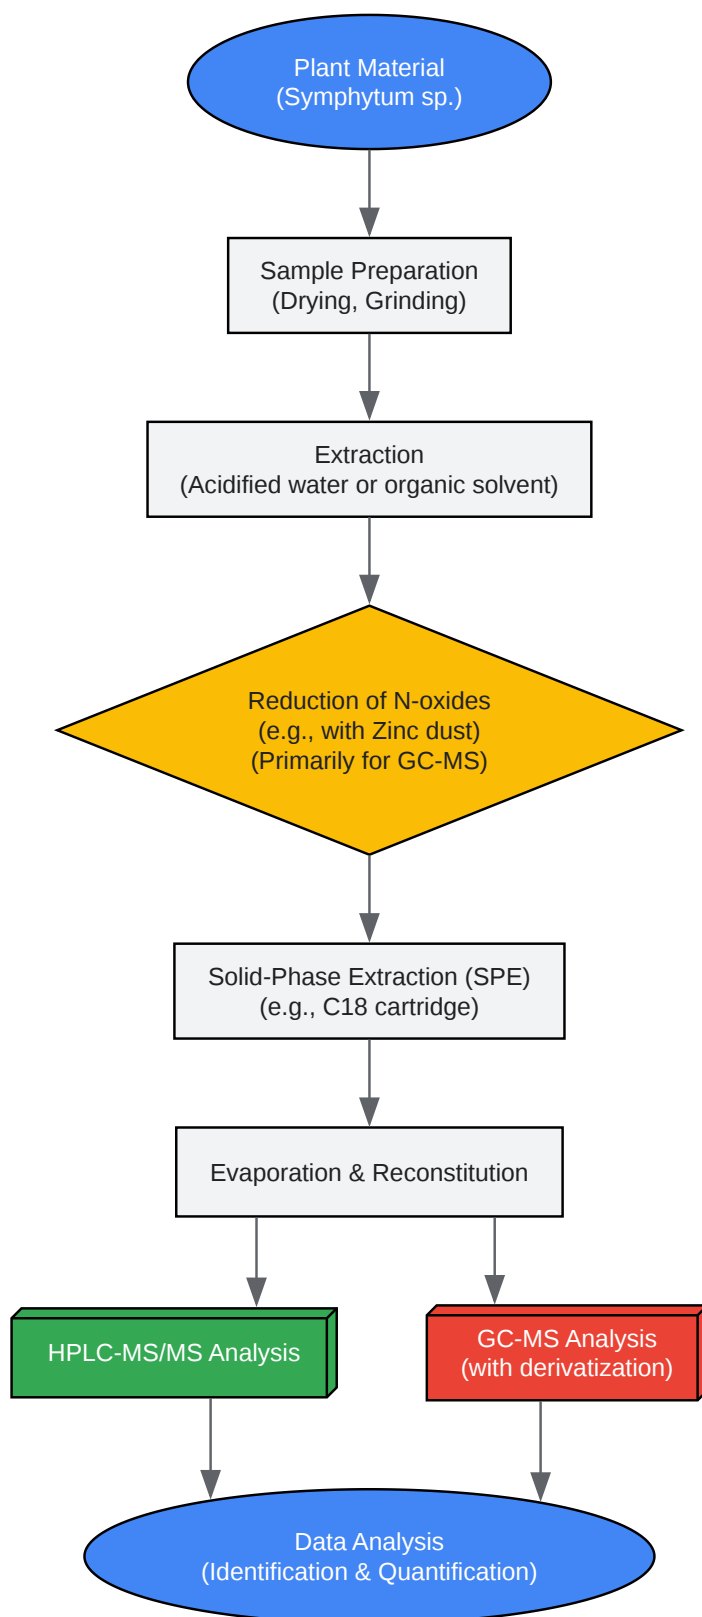 Plant Material
(Symphytum sp.)
Sample Preparation
(Drying, Grinding)
Extraction
(Acidified water or organic solvent)
Reduction of N-oxides
(e.g., with Zinc dust)
(Primarily for GC-MS)
Solid-Phase Extraction (SPE)
(e.g., C18 cartridge)
Evaporation & Reconstitution
HPLC-MS/MS Analysis
GC-MS Analysis
(with derivatization)
Data Analysis
(Identification & Quantification)